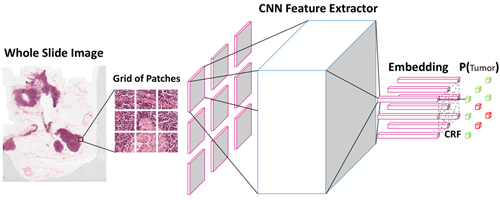 CNN Feature Extractor
Whole Slide Image
Grid of Patches
Embedding
P(Tumor)
CRF